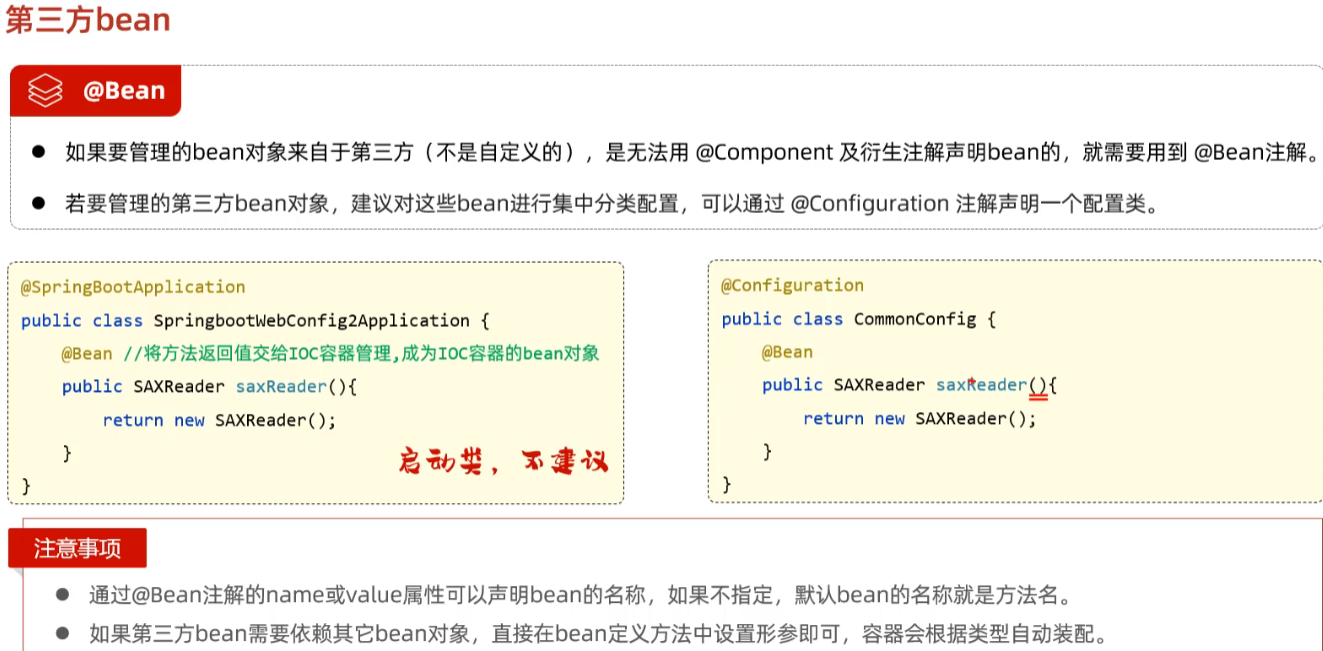 第三方bean
@Bean
● 如果要管理的bean对象来自于第三方（不是自定义的），是无法用 @Component 及衍生注解声明bean的，就需要用到 @Bean注解。
● 若要管理的第三方bean对象，建议对这些bean进行集中分类配置，可以通过 @Configuration 注解声明一个配置类。
@SpringBootApplication
public class SpringbootWebConfig2Application {
@Bean //将方法返回值交给IOC容器管理,成为IOC容器的bean对象
public SAXReader saxReader(){
return new SAXReader();
}
启动类，不建议
}
@Configuration
public class CommonConfig {
@Bean
public SAXReader saxReader(){
return new SAXReader();
}
}
注意事项
● 通过@Bean注解的name或value属性可以声明bean的名称，如果不指定，默认bean的名称就是方法名。
● 如果第三方bean需要依赖其它bean对象，直接在bean定义方法中设置形参即可，容器会根据类型自动装配。